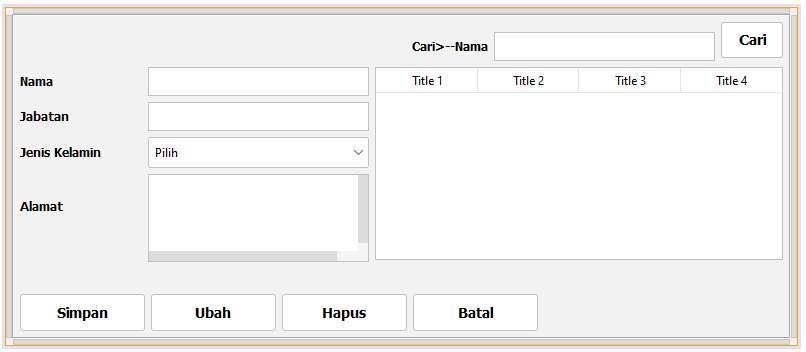 Cari>--Nama
Cari
Nama
Title 1 Title 2 Title 3 Title 4
Jabatan
Jenis Kelamin Pilih
Alamat
Simpan Ubah Hapus Batal